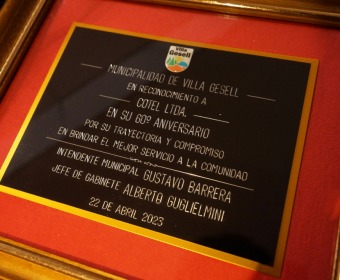 Villa
Gesell
MUNICIPALIDAD DE VILLA GESELL
EN RECONOCIMIENTO A
COTEL LTDA.
EN SU 60º ANIVERSARIO
POR SU TRAYECTORIA Y COMPROMISO
EN BRINDAR EL MEJOR SERVICIO A LA COMUNIDAD
INTENDENTE MUNICIPAL GUSTAVO BARRERA
JEFE DE GABINETE ALBERTO GUGLIELMINI
22 DE ABRIL 2023